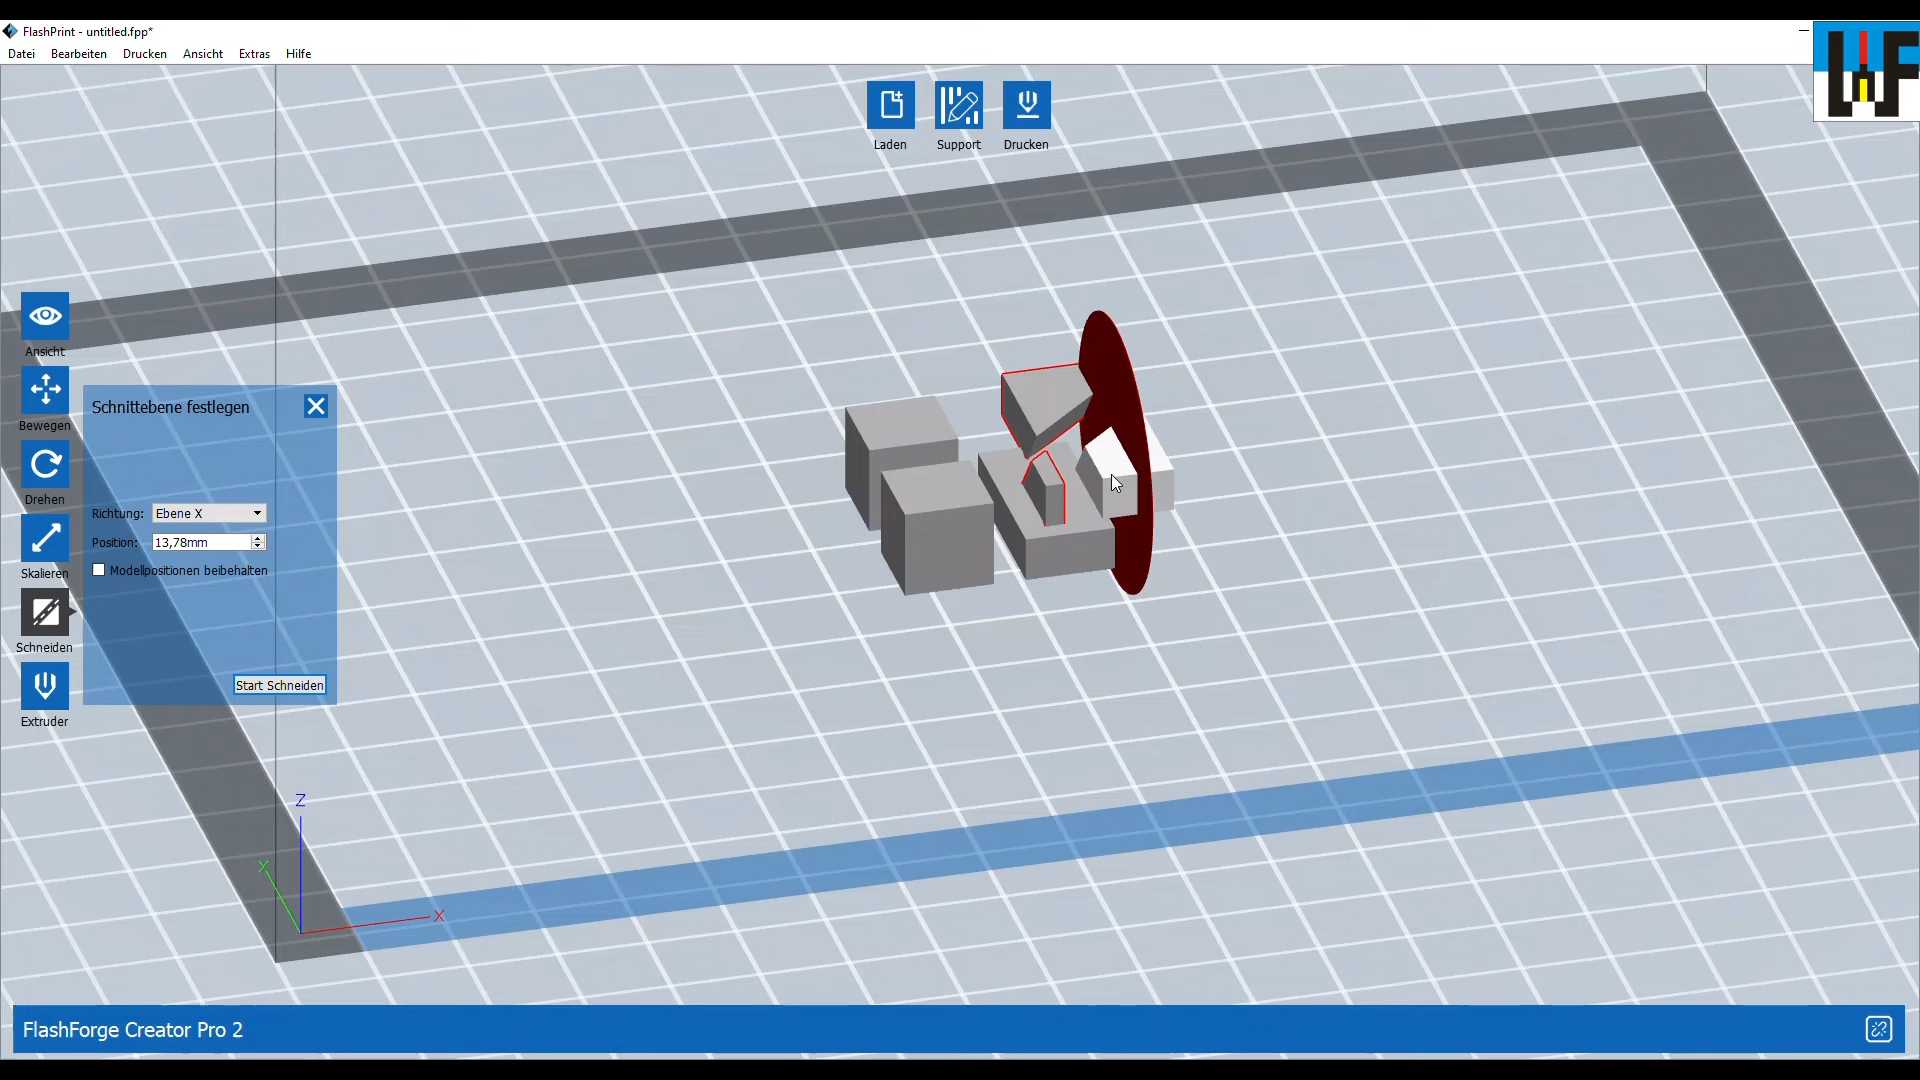 FlashPrint - untitled.fpp*
Datei Bearbeiten Drucken Ansicht Extras Hilfe
WF
Laden Support Drucken
Ansicht
Bewegen
Drehen
Skalieren
Schneiden
Extruder
Schnittebene festlegen
Richtung: Ebene X
Position: 13,78mm
Modellpositionen beibehalten
Start Schneiden
Z
Y
X
FlashForge Creator Pro 2